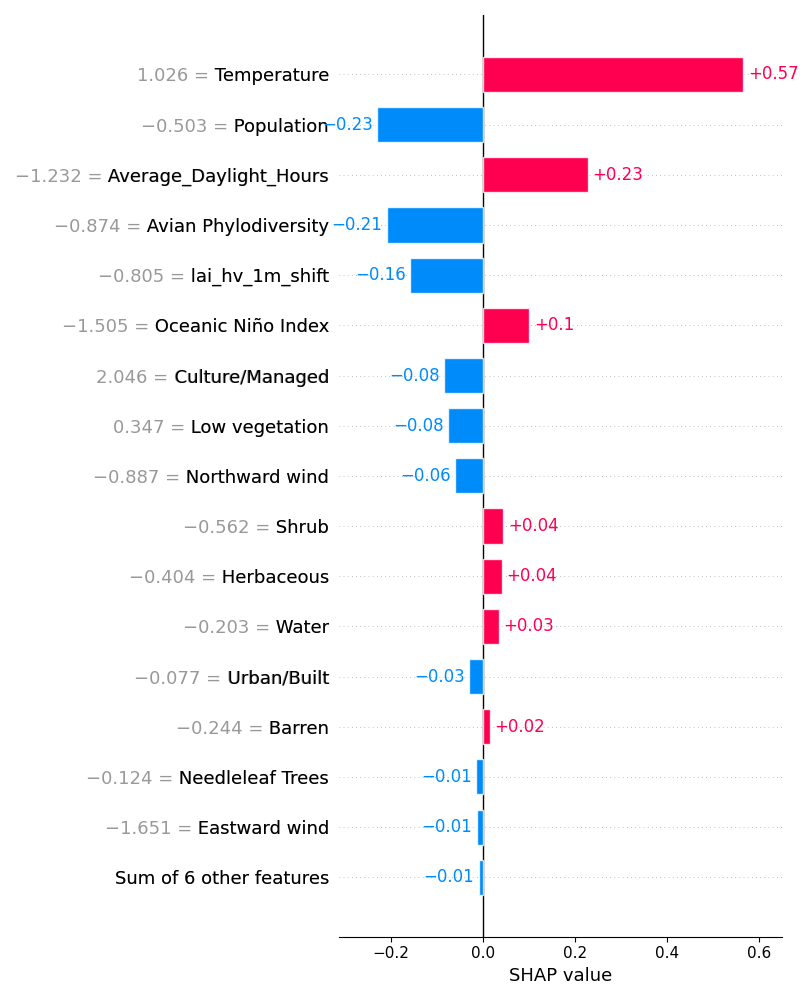 1.026 = Temperature +0.57
−0.503 = Population −0.23
−1.232 = Average_Daylight_Hours +0.23
−0.874 = Avian Phylodiversity −0.21
−0.805 = lai_hv_1m_shift −0.16
−1.505 = Oceanic Niño Index +0.1
2.046 = Culture/Managed −0.08
0.347 = Low vegetation −0.08
−0.887 = Northward wind −0.06
−0.562 = Shrub +0.04
−0.404 = Herbaceous +0.04
−0.203 = Water +0.03
−0.077 = Urban/Built −0.03
−0.244 = Barren +0.02
−0.124 = Needleleaf Trees −0.01
−1.651 = Eastward wind −0.01
Sum of 6 other features −0.01
−0.2 0.0 0.2 0.4 0.6
SHAP value